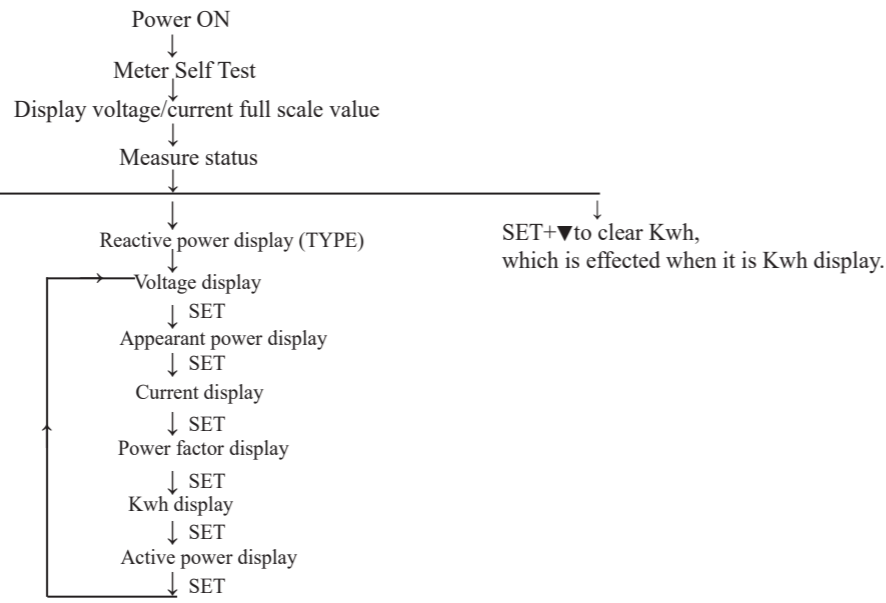 Power ON
Meter Self Test
Display voltage/current full scale value
Measure status
Reactive power display (TYPE)
Voltage display
SET
Appearant power display
SET
Current display
SET
Power factor display
SET
Kwh display
SET
Active power display
SET
SET+▼to clear Kwh,
which is effected when it is Kwh display.